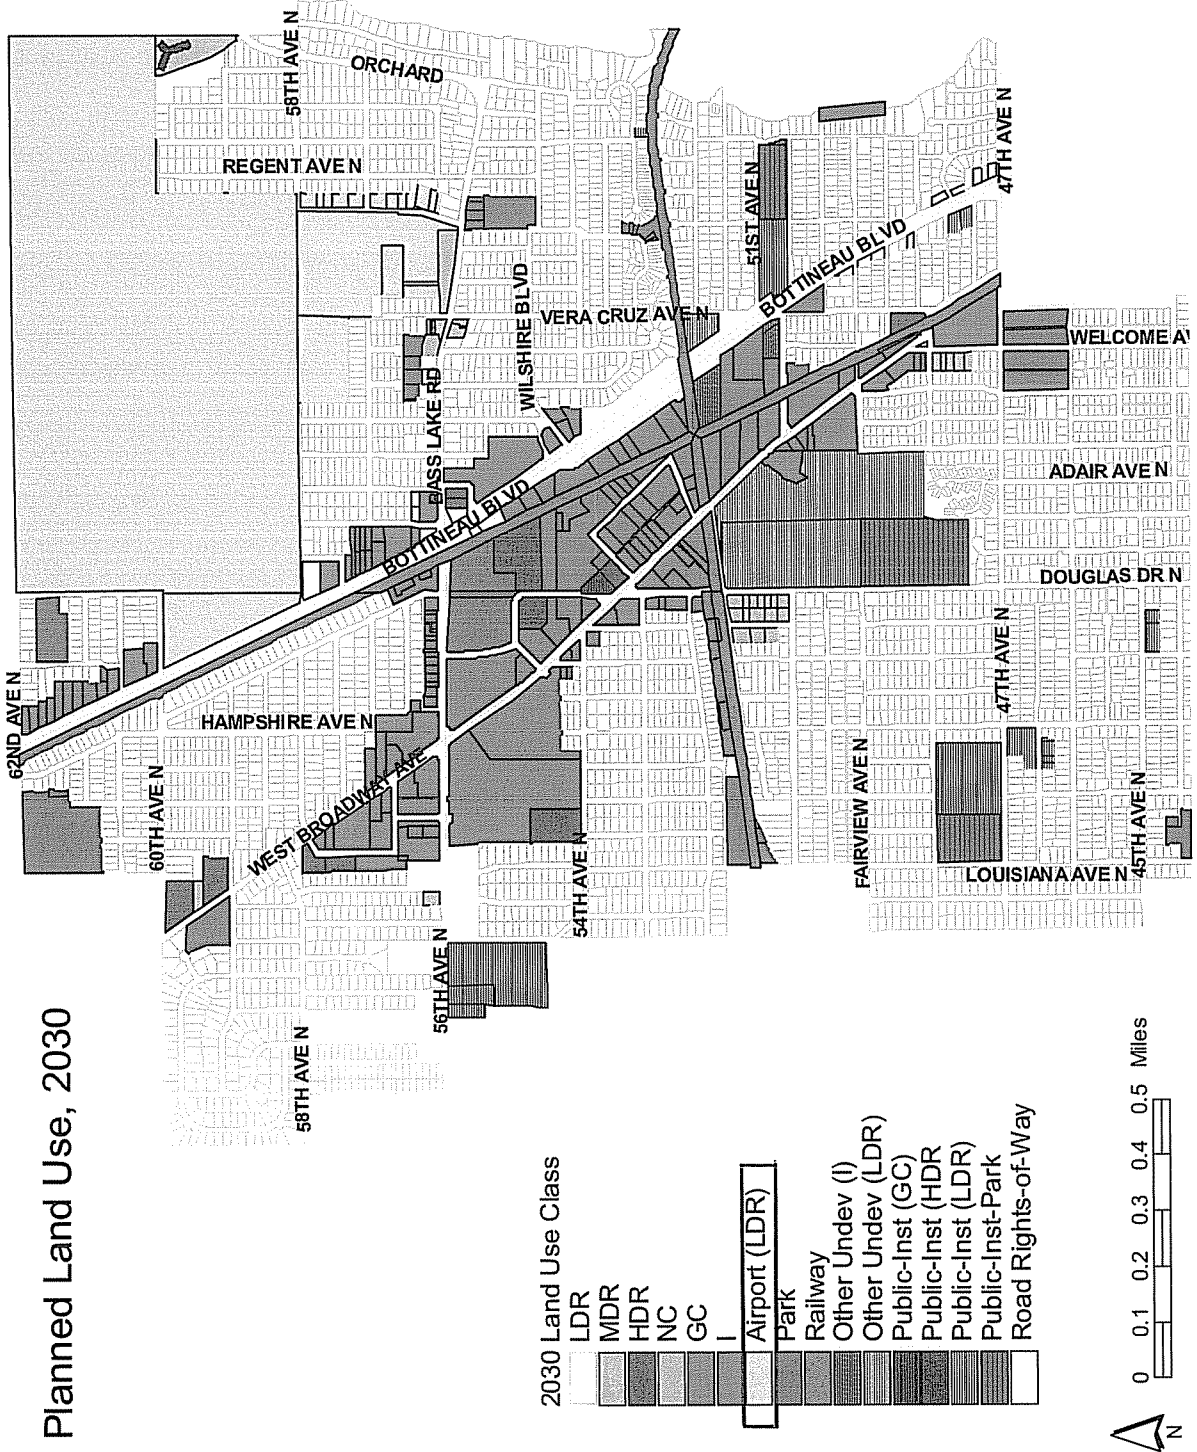 Planned Land Use, 2030
62ND AVE N
60TH AVE N
58TH AVE N
58TH AVE N
56TH AVE N
54TH AVE N
HAMPSHIRE AVE N
WEST BROADWAY AVE
BOTTINEAU BLVD
BASS LAKE RD
WILSHIRE BLVD
REGENT AVE N
ORCHARD
VERA CRUZ AVE N
51ST AVE N
BOTTINEAU BLVD
47TH AVE N
WELCOME AV
ADAIR AVE N
DOUGLAS DR N
47TH AVE N
FAIRVIEW AVE N
LOUISIANA AVE N
45TH AVE N
2030 Land Use Class
LDR
MDR
HDR
NC
GC
I
Airport (LDR)
Park
Railway
Other Undev (I)
Other Undev (LDR)
Public-Inst (GC)
Public-Inst (HDR
Public-Inst (LDR)
Public-Inst-Park
Road Rights-of-Way
0 0.1 0.2 0.3 0.4 0.5 Miles
N